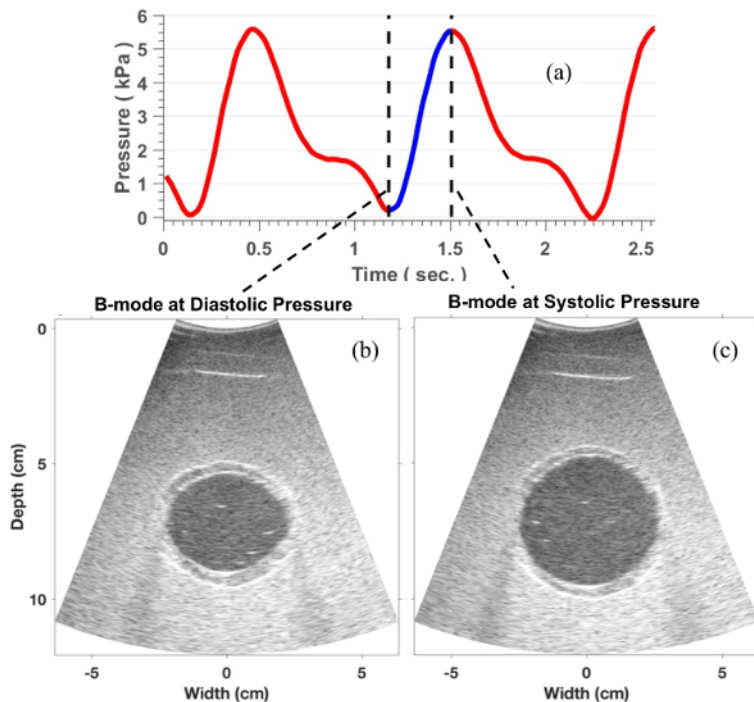 6
5
4
3
2
1
0
Pressure ( kPa )
(a)
0 0.5 1 1.5 2 2.5
Time ( sec. )
B-mode at Diastolic Pressure B-mode at Systolic Pressure
(b) (c)
0
5
10
Depth (cm)
-5 0 5 -5 0 5
Width (cm) Width (cm)